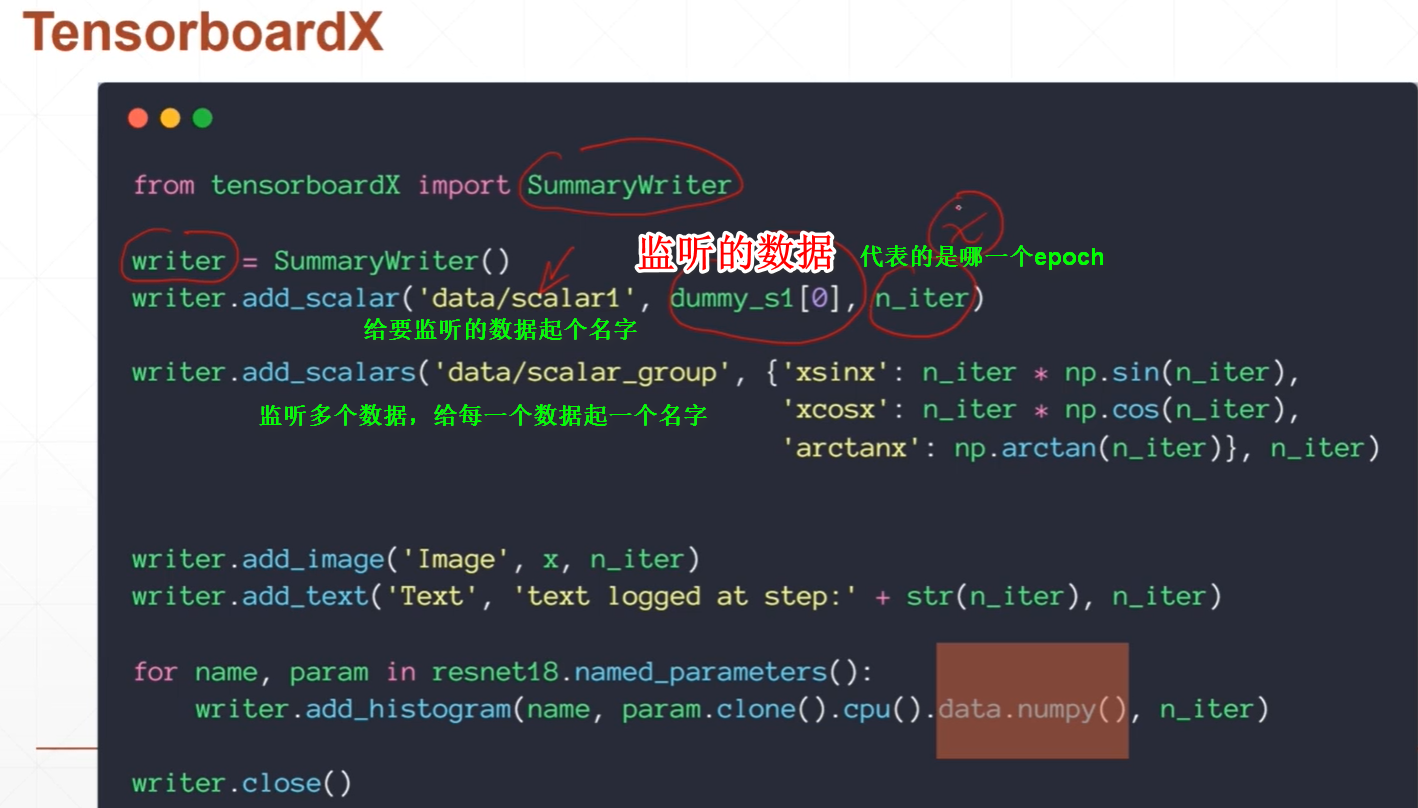 TensorboardX
from tensorboardX import SummaryWriter
监听的数据
代表的是哪一个epoch
writer = SummaryWriter()
writer.add_scalar('data/scalar1', dummy_s1[0], n_iter)
给要监听的数据起个名字
writer.add_scalars('data/scalar_group', {'xsinx': n_iter * np.sin(n_iter),
监听多个数据，给每一个数据起一个名字
'xcosx': n_iter * np.cos(n_iter),
'arctanx': np.arctan(n_iter)}, n_iter)
writer.add_image('Image', x, n_iter)
writer.add_text('Text', 'text logged at step:' + str(n_iter), n_iter)
for name, param in resnet18.named_parameters():
writer.add_histogram(name, param.clone().cpu().data.numpy(), n_iter)
writer.close()